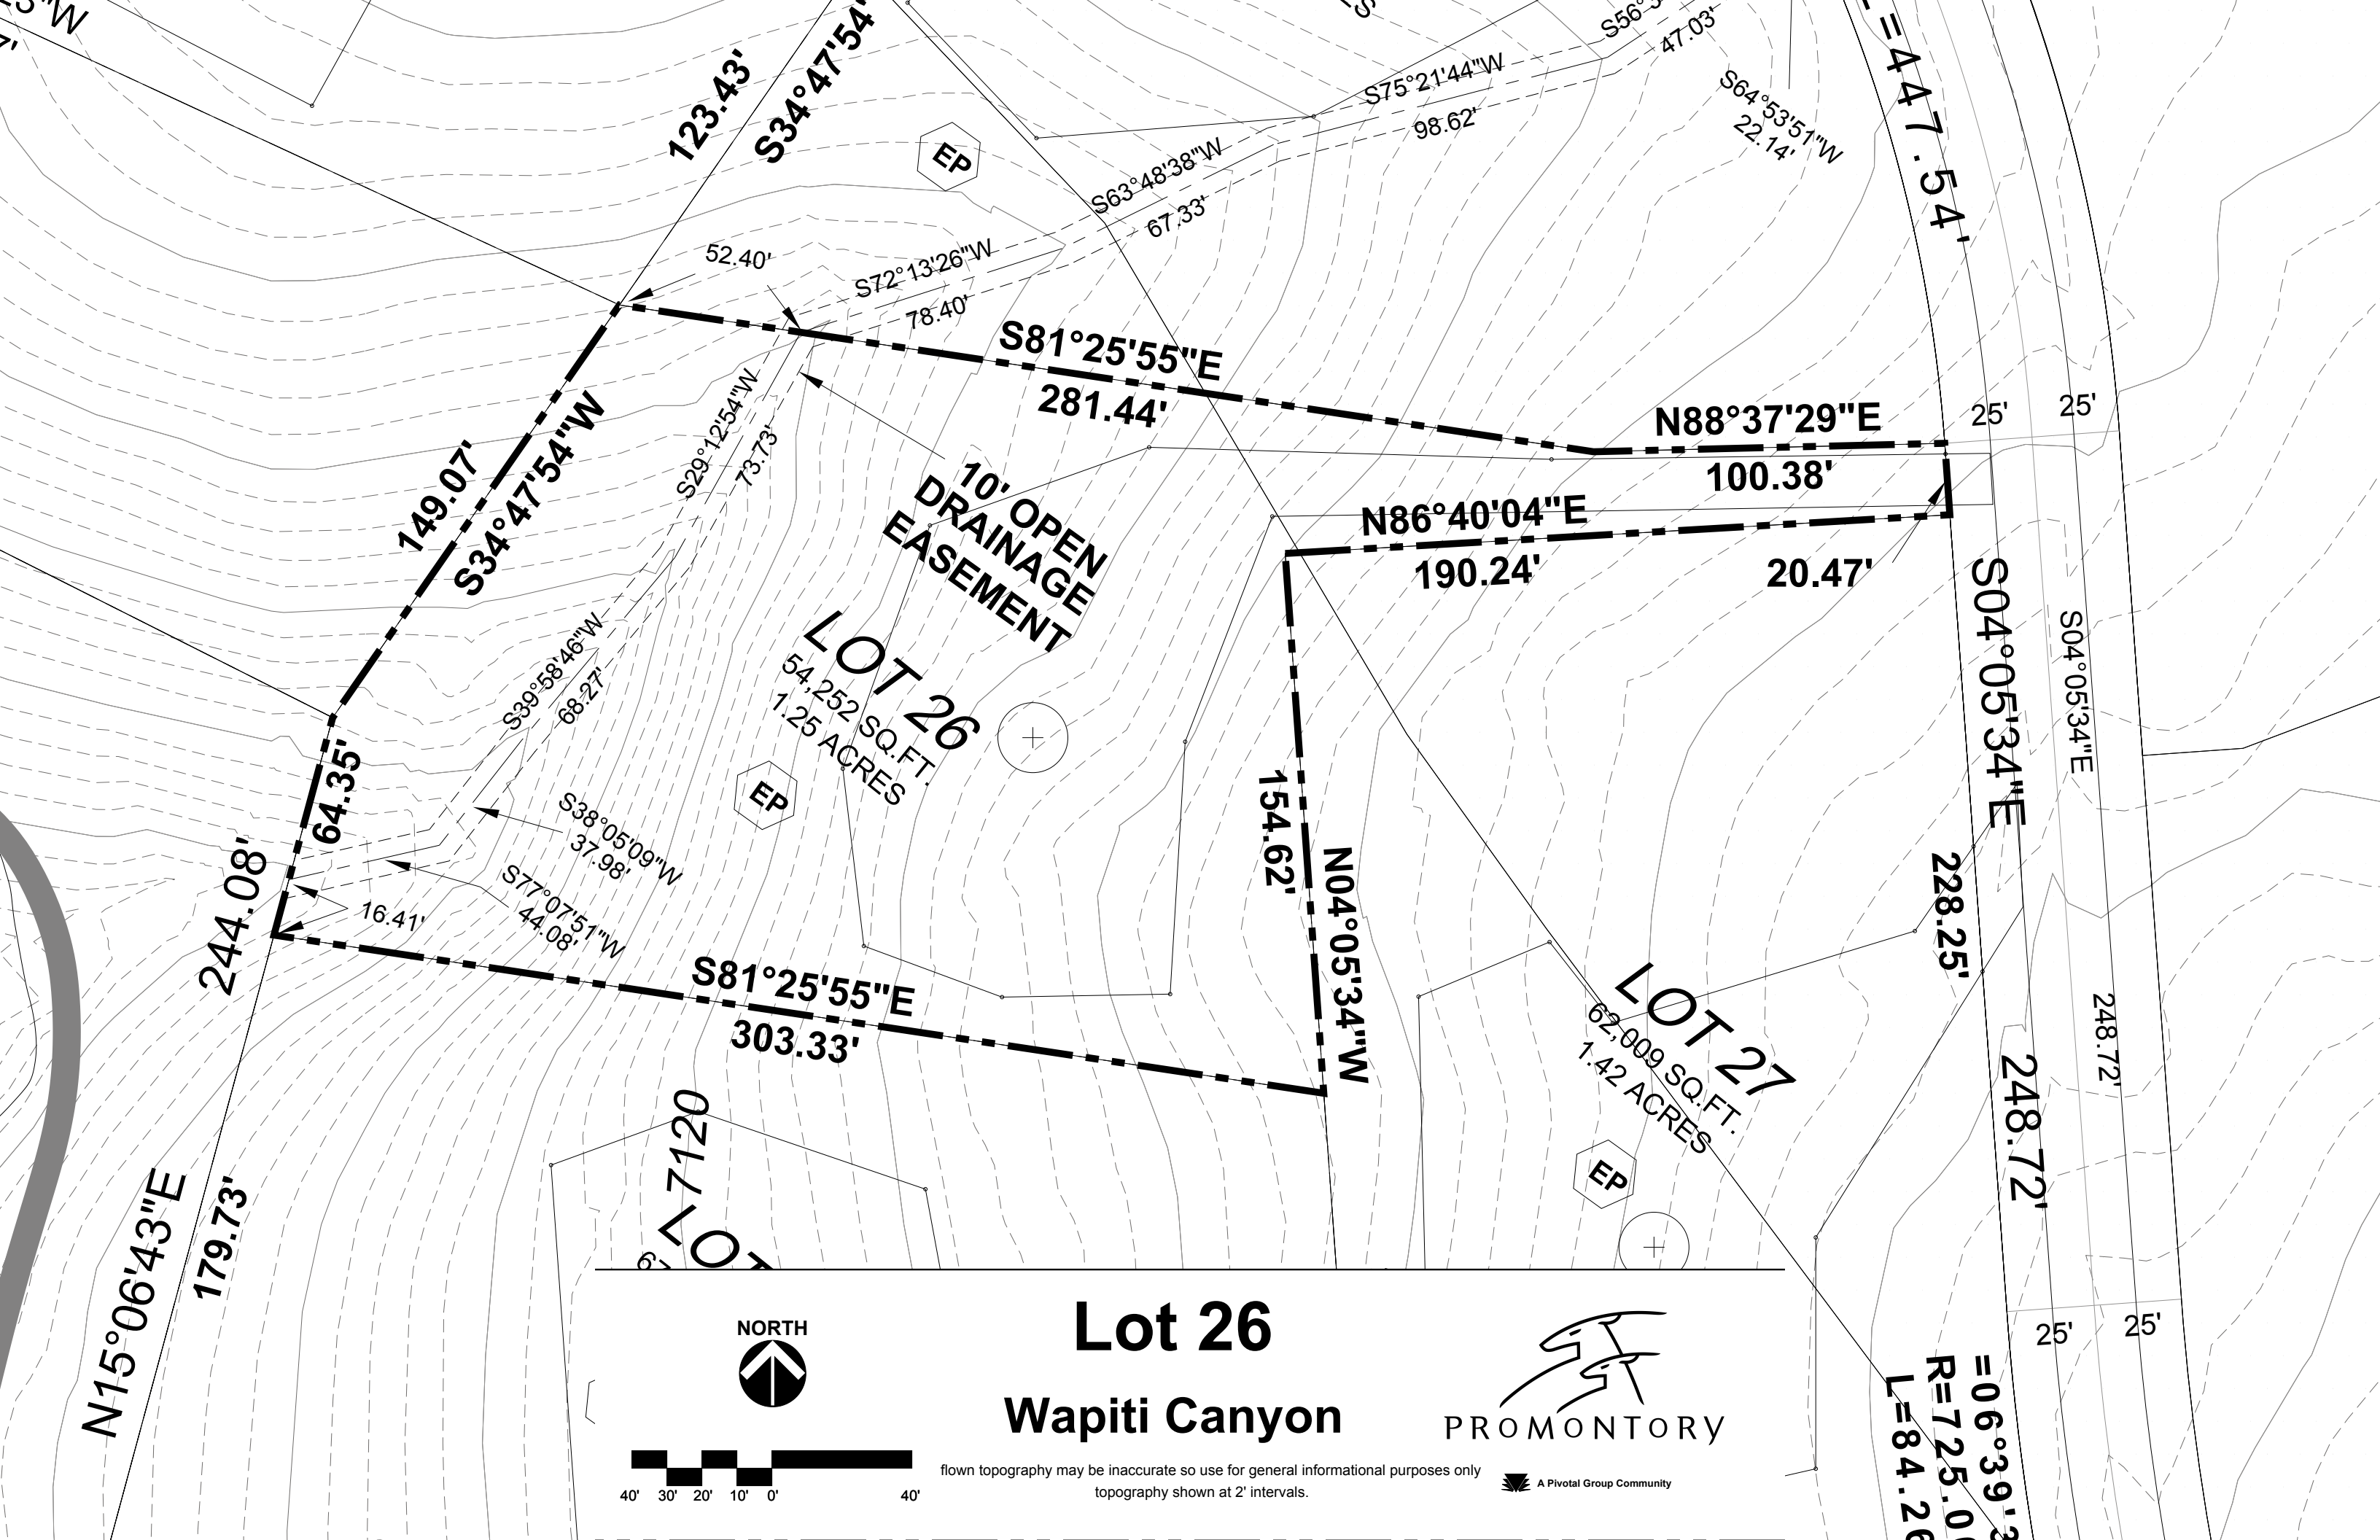 123.43'
S34°47'54"
EP
S56°
47.03'
S75°21'44"W
98.62'
S64°53'51"W
22.14'
=447.54'
S63°48'38"W
67.33'
52.40'
S72°13'26"W
78.40'
S81°25'55"E
281.44'
N88°37'29"E
100.38'
25'
25'
149.07'
S34°47'54"W
S29°12'54"W
73.73'
10' OPEN
DRAINAGE
EASEMENT
N86°40'04"E
190.24'
20.47'
S04°05'34"E
S04°05'34"E
S39°58'46"W
68.27'
LOT 26
54,252 SQ.FT.
1.25 ACRES
EP
64.35'
S38°05'09"W
37.98'
S77°07'51"W
44.08'
16.41'
244.08'
154.62'
N04°05'34"W
228.25'
S81°25'55"E
303.33'
LOT 27
62,009 SQ.FT.
1.42 ACRES
EP
248.72'
248.72'
7120
LOT
N15°06'43"E
179.73'
25'
25'
=06°39'3
R=725.00
L=84.26
NORTH
Lot 26
Wapiti Canyon
PROMONTORY
A Pivotal Group Community
40' 30' 20' 10' 0' 40'
flown topography may be inaccurate so use for general informational purposes only
topography shown at 2' intervals.